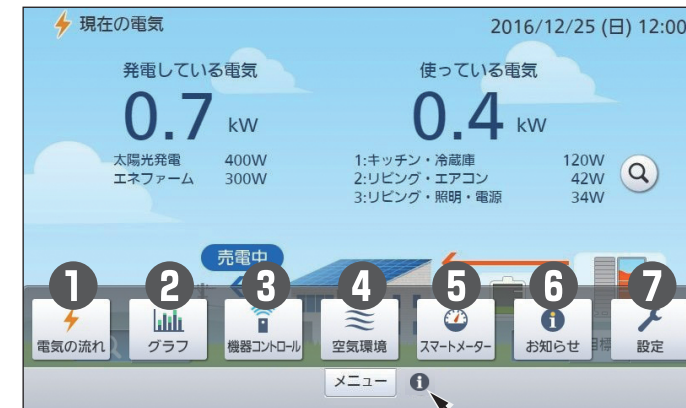 現在の電気 2016/12/25 (日) 12:00
発電している電気 使っている電気
0.7 kW 0.4 kW
太陽光発電 400W 1:キッチン・冷蔵庫 120W
エネファーム 300W 2:リビング・エアコン 42W
3:リビング・照明・電源 34W
売電中
1 2 3 4 5 6 7
電気の流れ グラフ 機器コントロール 空気環境 スマートメーター お知らせ 設定
メニュー